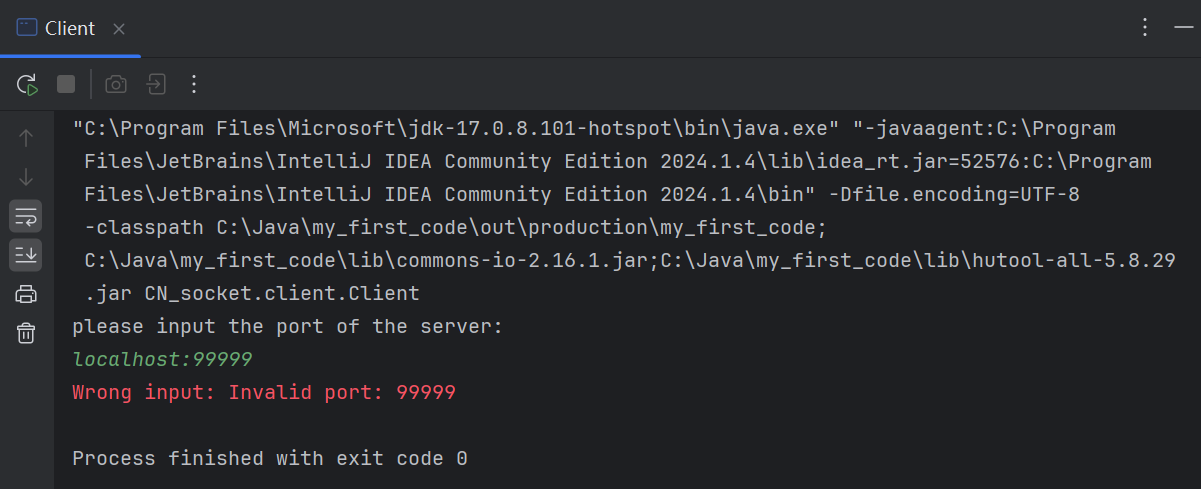 Client
"C:\Program Files\Microsoft\jdk-17.0.8.101-hotspot\bin\java.exe" "-javaagent:C:\Program
Files\JetBrains\IntelliJ IDEA Community Edition 2024.1.4\lib\idea_rt.jar=52576:C:\Program
Files\JetBrains\IntelliJ IDEA Community Edition 2024.1.4\bin" -Dfile.encoding=UTF-8
-classpath C:\Java\my_first_code\out\production\my_first_code;
C:\Java\my_first_code\lib\commons-io-2.16.1.jar;C:\Java\my_first_code\lib\hutool-all-5.8.29
.jar CN_socket.client.Client
please input the port of the server:
localhost:99999
Wrong input: Invalid port: 99999
Process finished with exit code 0